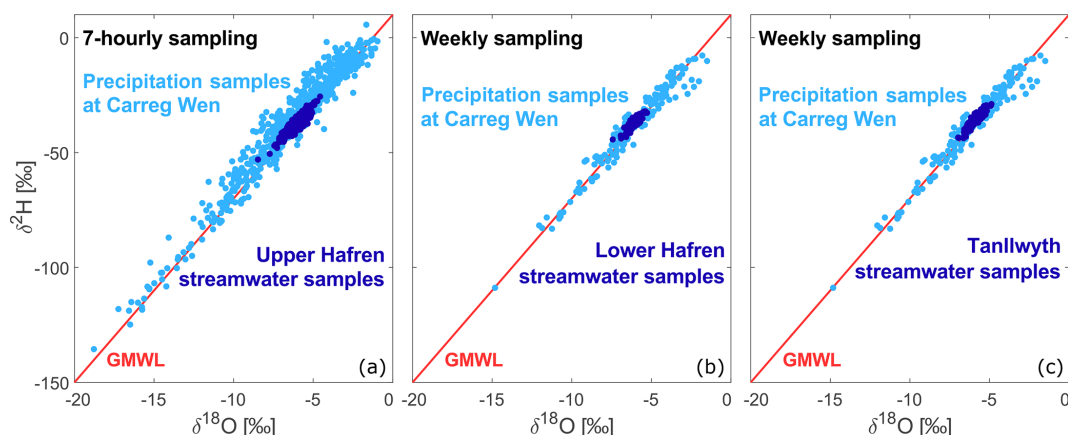 7-hourly sampling
Precipitation samples
at Carreg Wen
Upper Hafren
streamwater samples
GMWL
(a)
0
-50
-100
-150
δ²H [‰]
-20
-15
-10
-5
δ¹⁸O [‰]
Weekly sampling
Precipitation samples
at Carreg Wen
Lower Hafren
streamwater samples
GMWL
(b)
-20
-15
-10
-5
δ¹⁸O [‰]
Weekly sampling
Precipitation samples
at Carreg Wen
Tanllwyth
streamwater samples
GMWL
(c)
-20
-15
-10
-5
0
δ¹⁸O [‰]